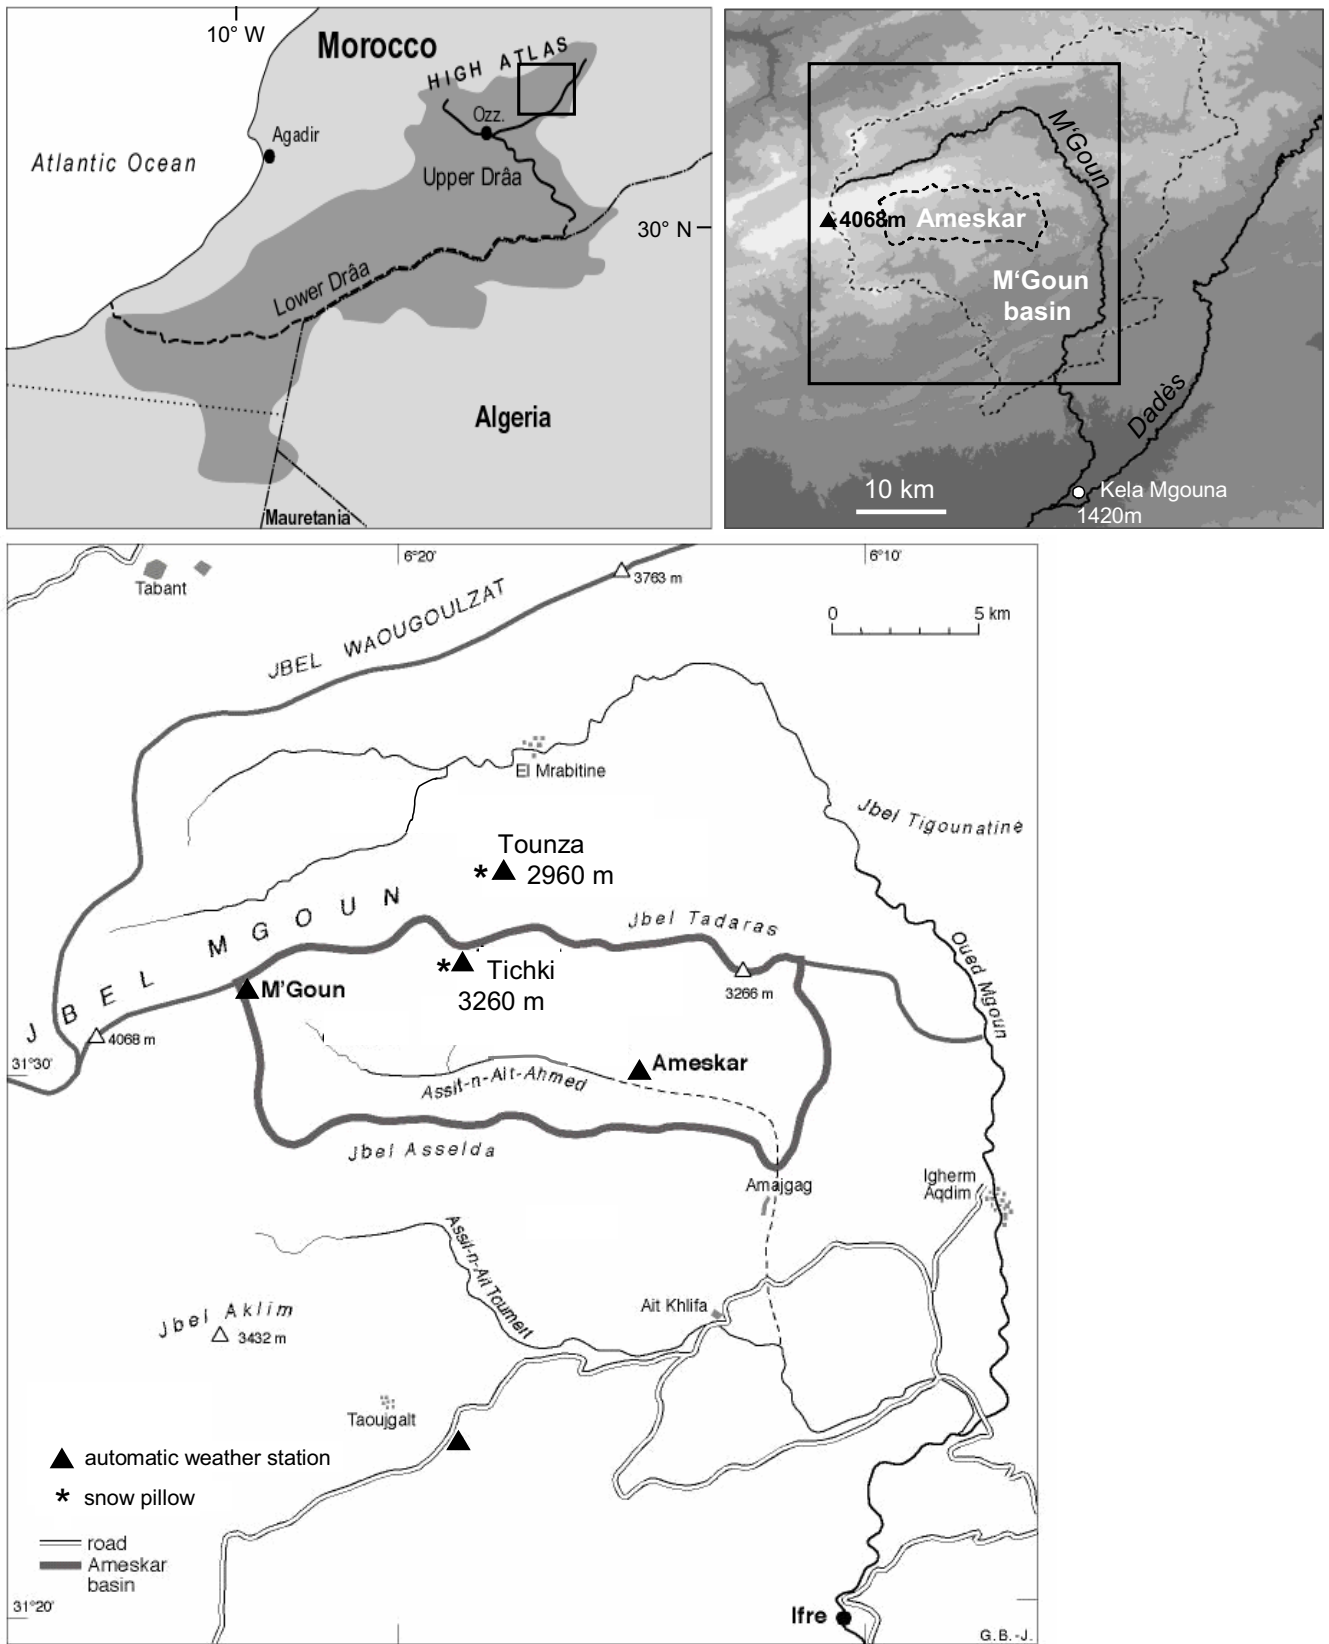 10° W
Morocco
HIGH ATLAS
Ozz.
Agadir
Atlantic Ocean
Upper Drâa
30° N
Lower Drâa
Algeria
Mauretania
M'Goun
4068m
Ameskar
M'Goun
basin
Dadès
10 km
Kela Mgouna
1420m
6°20'
6°10'
Tabant
3763 m
0 5 km
JBEL WAOUGOULZAT
El Mrabitine
Jbel Tigounatine
Tounza
* 2960 m
JBEL MGOUN
Jbel Tadaras
Oued Mgoun
* Tichki
3260 m
M'Goun
3266 m
4068 m
31°30'
Ameskar
Assif-n-Ait-Ahmed
Jbel Asselda
Amajgag
Igherm
Aqdim
Assif-n-Ait Toumert
Ait Khlifa
Jbel Aklim
3432 m
Taoujgalt
automatic weather station
* snow pillow
road
Ameskar
basin
31°20'
Ifre
G.B.-J.